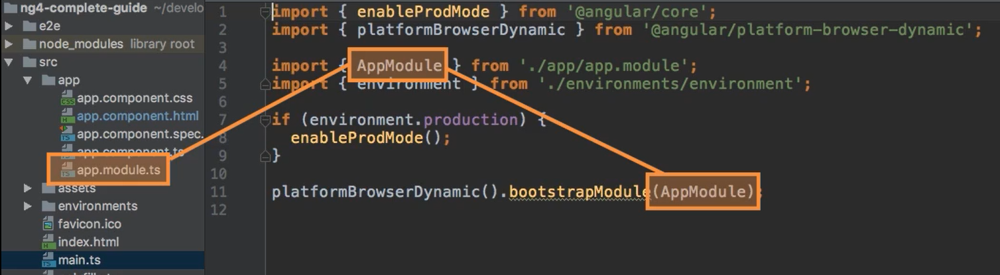 ng4-complete-guide ~/develo
e2e
node_modules library root
src
app
app.component.css
app.component.html
app.component.spec.
app.component.ts
app.module.ts
assets
environments
favicon.ico
index.html
main.ts
1 import { enableProdMode } from '@angular/core';
2 import { platformBrowserDynamic } from '@angular/platform-browser-dynamic';
3
4 import { AppModule } from './app/app.module';
5 import { environment } from './environments/environment';
6
7 if (environment.production) {
8 enableProdMode();
9 }
10
11 platformBrowserDynamic().bootstrapModule(AppModule);
12